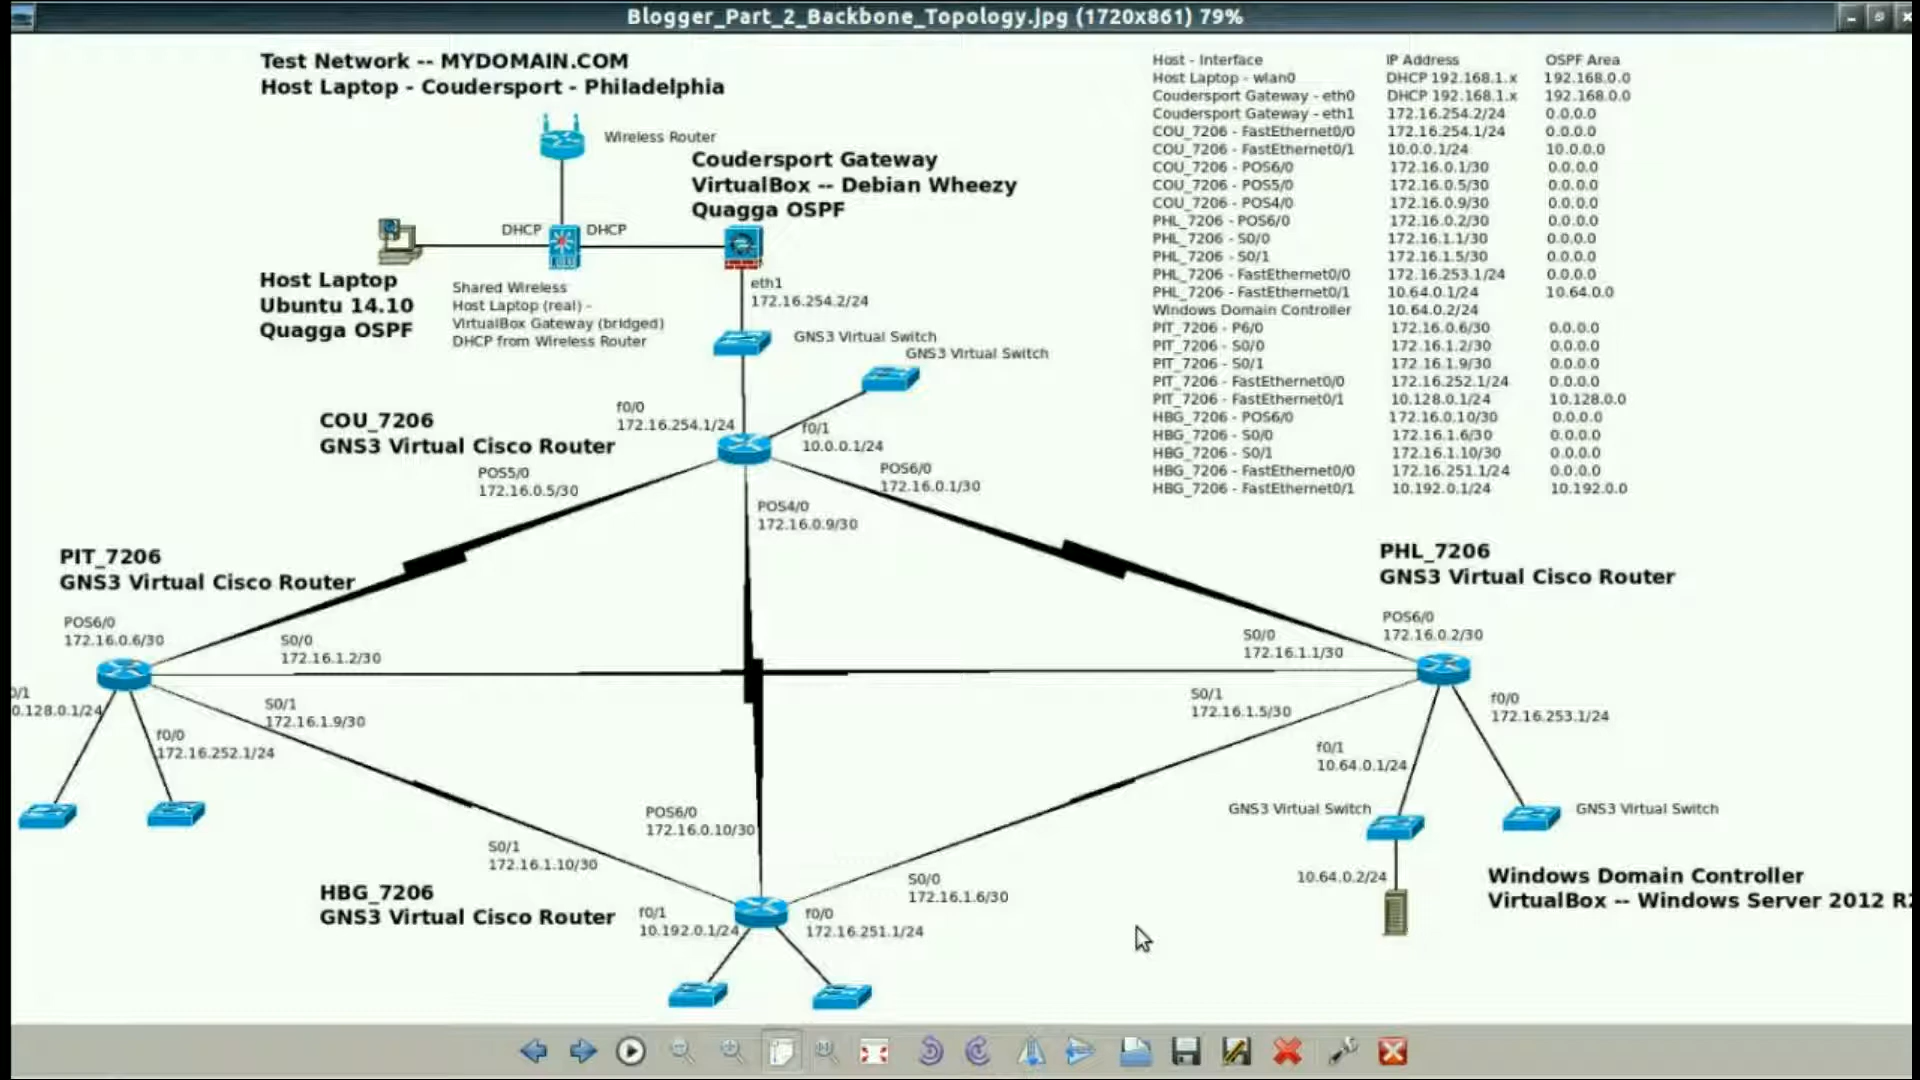 Blogger_Part_2_Backbone_Topology.jpg (1720x861) 79%
Test Network -- MYDOMAIN.COM
Host Laptop - Coudersport - Philadelphia
Wireless Router
Coudersport Gateway
VirtualBox -- Debian Wheezy
Quagga OSPF
DHCP DHCP
Host Laptop
Ubuntu 14.10
Quagga OSPF
Shared Wireless
Host Laptop (real) -
VirtualBox Gateway (bridged)
DHCP from Wireless Router
eth1
172.16.254.2/24
GNS3 Virtual Switch
GNS3 Virtual Switch
Host - Interface IP Address OSPF Area
Host Laptop - wlan0 DHCP 192.168.1.x 192.168.0.0
Coudersport Gateway - eth0 DHCP 192.168.1.x 192.168.0.0
Coudersport Gateway - eth1 172.16.254.2/24 0.0.0.0
COU_7206 - FastEthernet0/0 172.16.254.1/24 0.0.0.0
COU_7206 - FastEthernet0/1 10.0.0.1/24 10.0.0.0
COU_7206 - POS6/0 172.16.0.1/30 0.0.0.0
COU_7206 - POS5/0 172.16.0.5/30 0.0.0.0
COU_7206 - POS4/0 172.16.0.9/30 0.0.0.0
PHL_7206 - POS6/0 172.16.0.2/30 0.0.0.0
PHL_7206 - S0/0 172.16.1.1/30 0.0.0.0
PHL_7206 - S0/1 172.16.1.5/30 0.0.0.0
PHL_7206 - FastEthernet0/0 172.16.253.1/24 0.0.0.0
PHL_7206 - FastEthernet0/1 10.64.0.1/24 10.64.0.0
Windows Domain Controller 10.64.0.2/24
PIT_7206 - P6/0 172.16.0.6/30 0.0.0.0
PIT_7206 - S0/0 172.16.1.2/30 0.0.0.0
PIT_7206 - S0/1 172.16.1.9/30 0.0.0.0
PIT_7206 - FastEthernet0/0 172.16.252.1/24 0.0.0.0
PIT_7206 - FastEthernet0/1 10.128.0.1/24 10.128.0.0
HBG_7206 - POS6/0 172.16.0.10/30 0.0.0.0
HBG_7206 - S0/0 172.16.1.6/30 0.0.0.0
HBG_7206 - S0/1 172.16.1.10/30 0.0.0.0
HBG_7206 - FastEthernet0/0 172.16.251.1/24 0.0.0.0
HBG_7206 - FastEthernet0/1 10.192.0.1/24 10.192.0.0
COU_7206
GNS3 Virtual Cisco Router
f0/0
172.16.254.1/24
f0/1
10.0.0.1/24
POS5/0
172.16.0.5/30
POS6/0
172.16.0.1/30
POS4/0
172.16.0.9/30
PIT_7206
GNS3 Virtual Cisco Router
POS6/0
172.16.0.6/30
S0/0
172.16.1.2/30
S0/1
172.16.1.9/30
0/1
0.128.0.1/24
f0/0
172.16.252.1/24
PHL_7206
GNS3 Virtual Cisco Router
POS6/0
172.16.0.2/30
S0/0
172.16.1.1/30
S0/1
172.16.1.5/30
f0/0
172.16.253.1/24
f0/1
10.64.0.1/24
GNS3 Virtual Switch
GNS3 Virtual Switch
10.64.0.2/24
Windows Domain Controller
VirtualBox -- Windows Server 2012 R2
POS6/0
172.16.0.10/30
S0/1
172.16.1.10/30
S0/0
172.16.1.6/30
HBG_7206
GNS3 Virtual Cisco Router
f0/1
10.192.0.1/24
f0/0
172.16.251.1/24